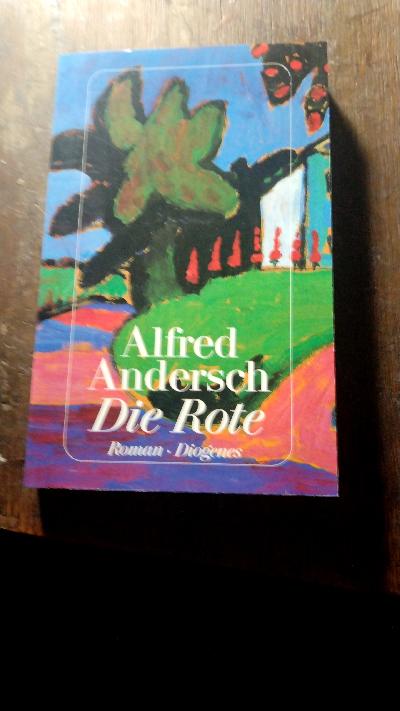 Alfred
Andersch
Die Rote
Roman · Diogenes